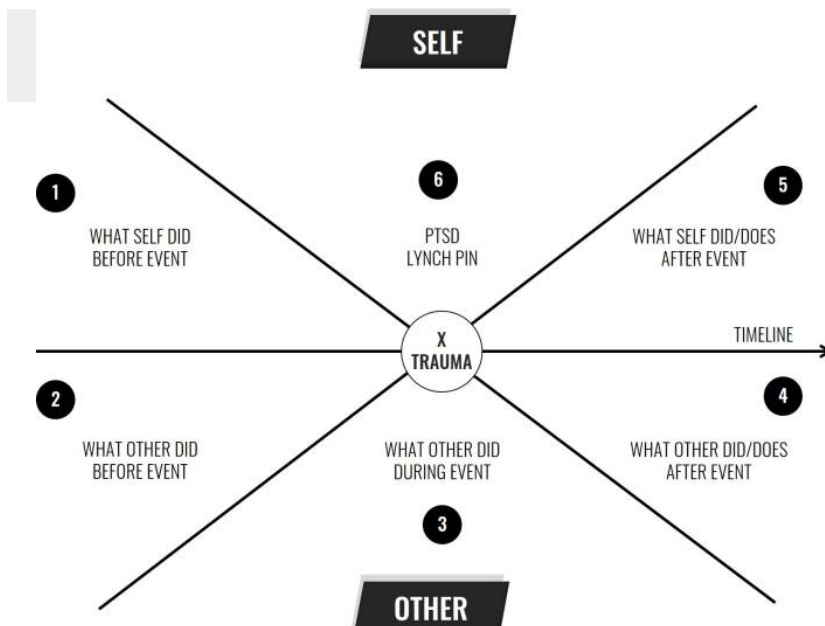 SELF
1
6
5
WHAT SELF DID
BEFORE EVENT
PTSD
LYNCH PIN
WHAT SELF DID/DOES
AFTER EVENT
X
TRAUMA
TIMELINE
2
4
WHAT OTHER DID
BEFORE EVENT
WHAT OTHER DID
DURING EVENT
WHAT OTHER DID/DOES
AFTER EVENT
3
OTHER